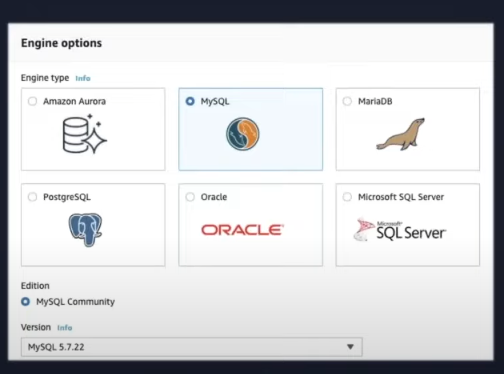 Engine options
Engine type Info
Amazon Aurora
MySQL
MariaDB
PostgreSQL
Oracle
Microsoft SQL Server
ORACLE
Microsoft
SQL Server
Edition
MySQL Community
Version Info
MySQL 5.7.22